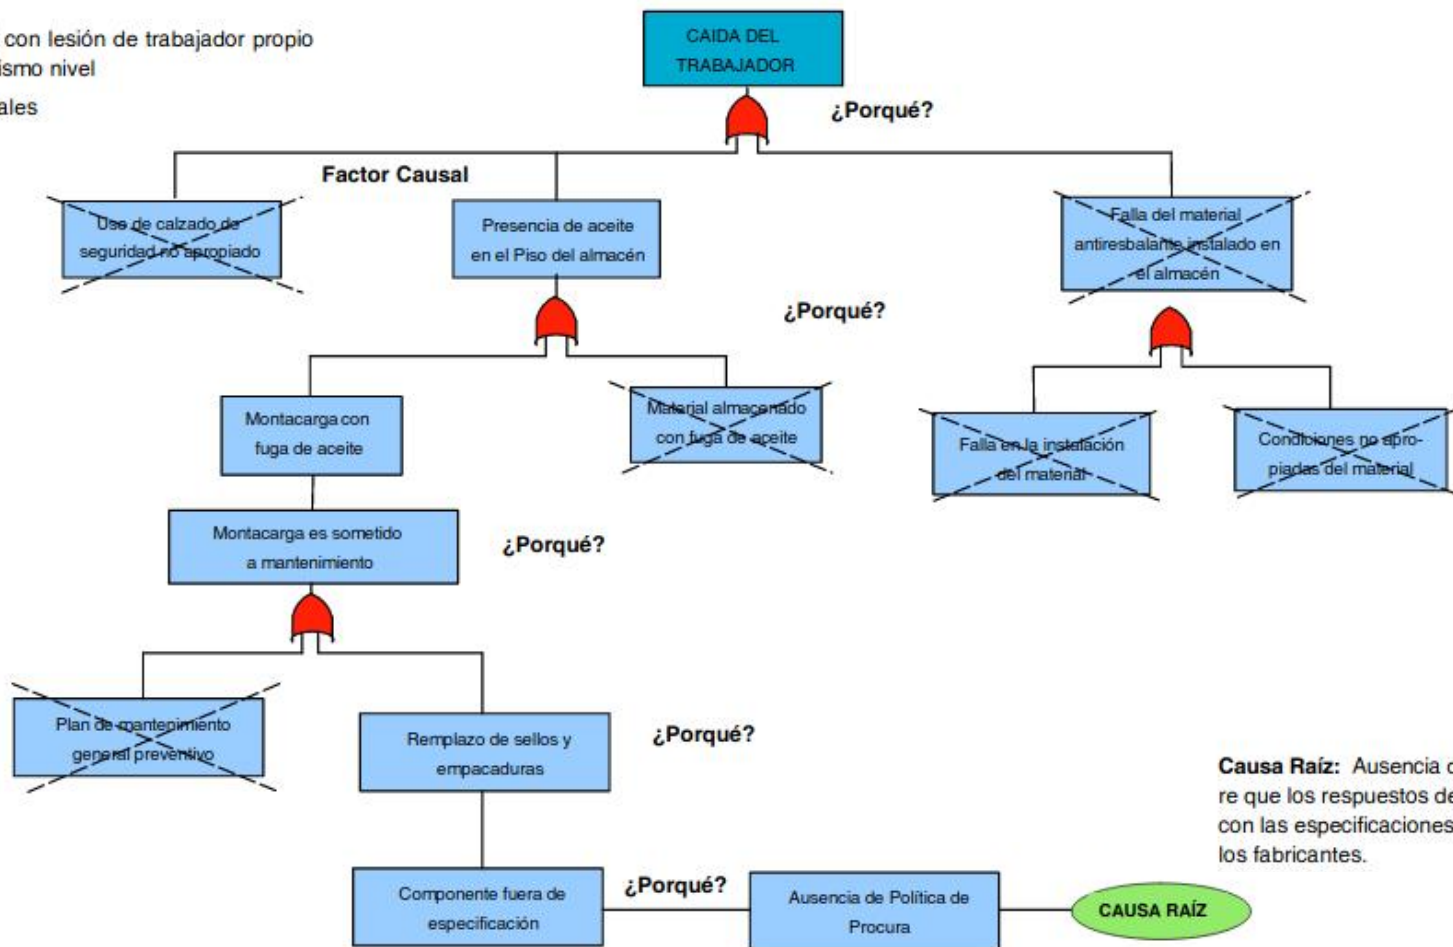 con lesión de trabajador propio
ismo nivel
ales
CAIDA DEL
TRABAJADOR
¿Porqué?
Factor Causal
Uso de calzado de
seguridad no apropiado
Presencia de aceite
en el Piso del almacén
Falla del material
antiresbalante instalado en
el almacén
¿Porqué?
Montacarga con
fuga de aceite
Material almacenado
con fuga de aceite
Falla en la instalación
del material
Condiciones no apro-
piadas del material
Montacarga es sometido
a mantenimiento
¿Porqué?
Plan de mantenimiento
general preventivo
Remplazo de sellos y
empacaduras
¿Porqué?
Causa Raíz: Ausencia
re que los respuestos de
con las especificaciones
los fabricantes.
Componente fuera de
especificación
¿Porqué?
Ausencia de Política de
Procura
CAUSA RAÍZ